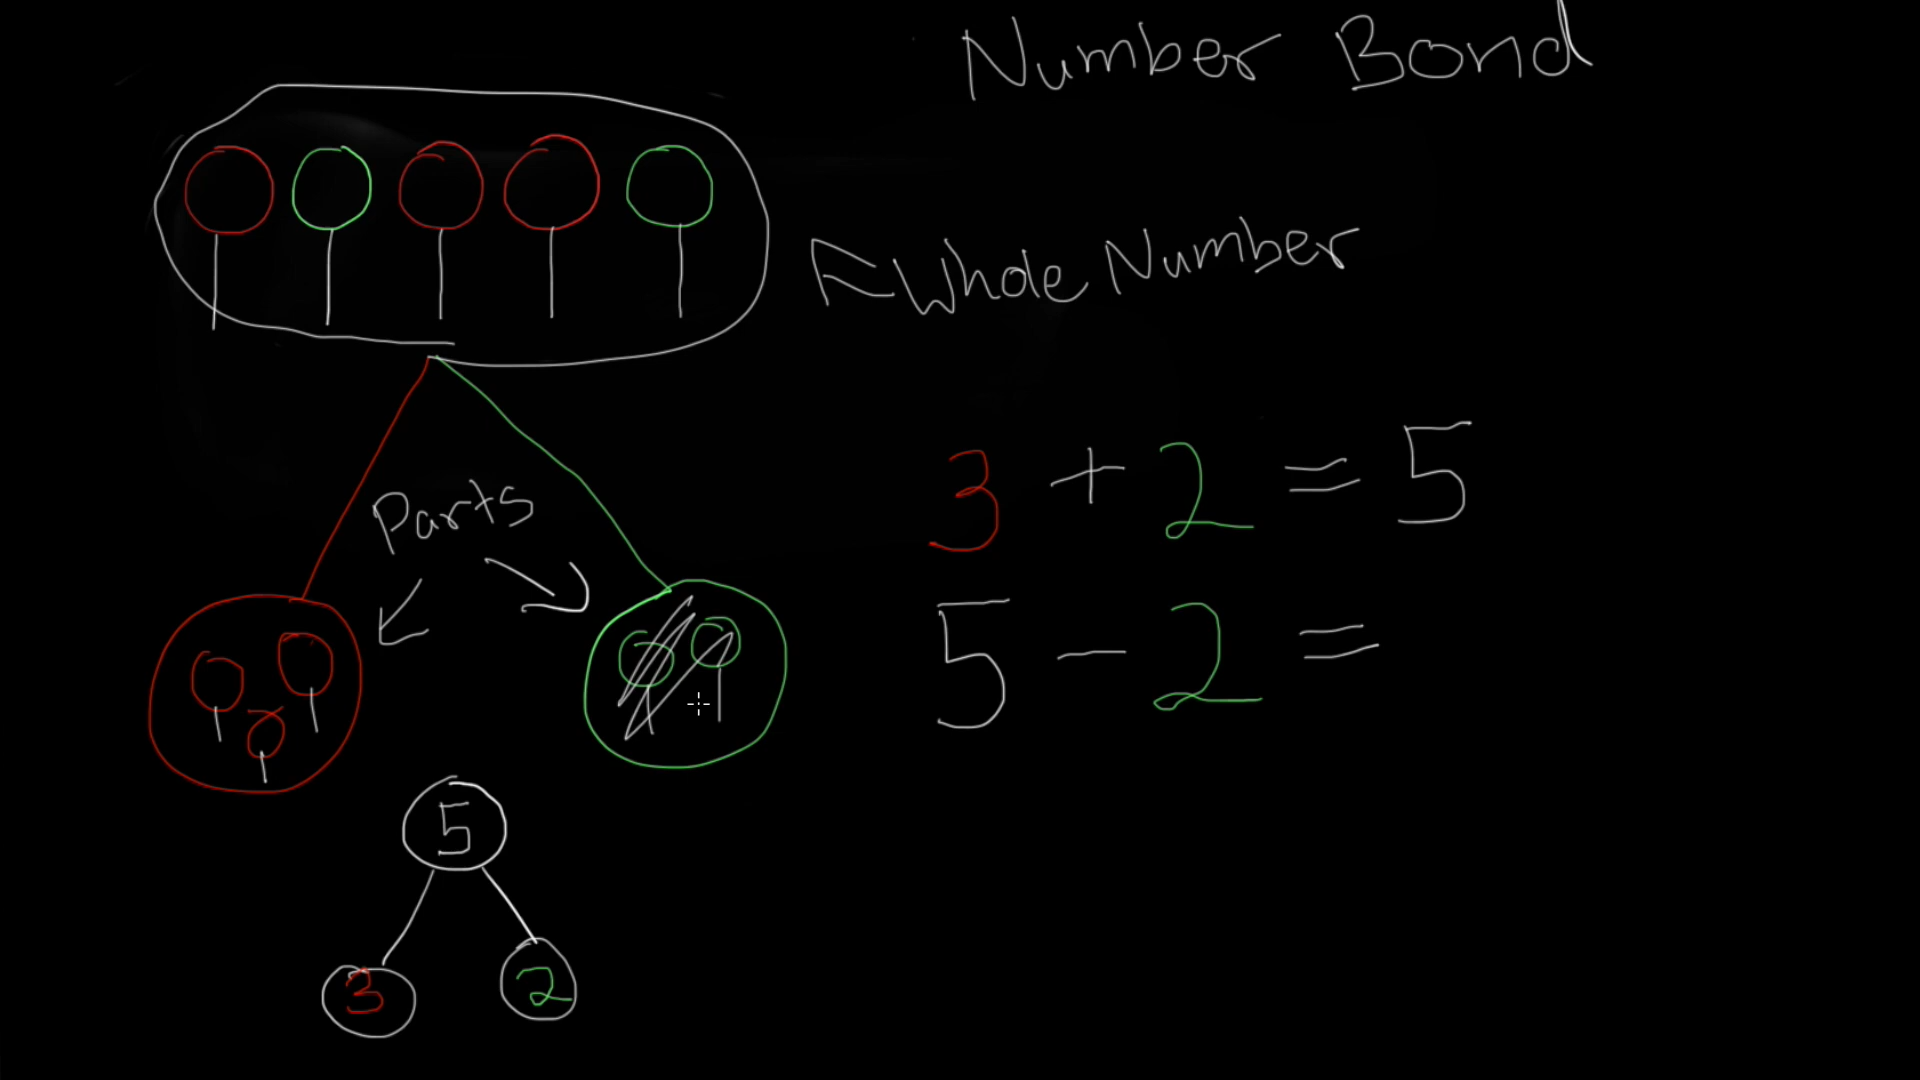 Number Bond
Whole Number
3 + 2 = 5
Parts
5 - 2 =
5
3 2